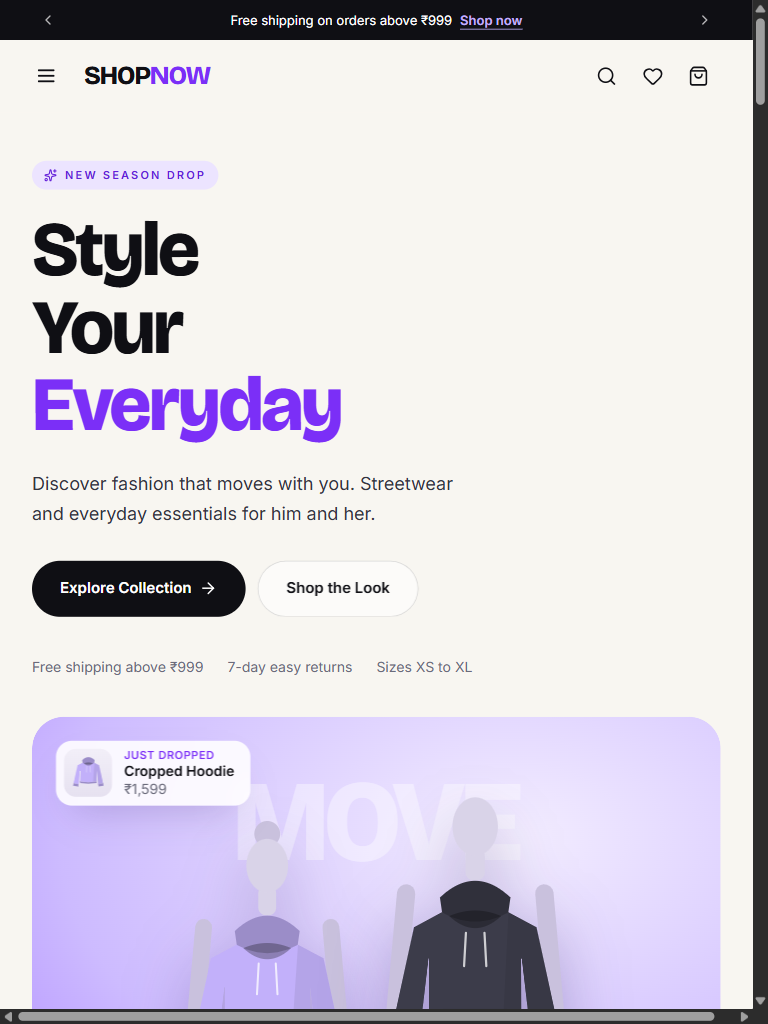 Free shipping on orders above ₹999 Shop now
SHOPNOW
NEW SEASON DROP
Style
Your
Everyday
Discover fashion that moves with you. Streetwear
and everyday essentials for him and her.
Explore Collection
Shop the Look
Free shipping above ₹999 7-day easy returns Sizes XS to XL
JUST DROPPED
Cropped Hoodie
₹1,599
MOVE